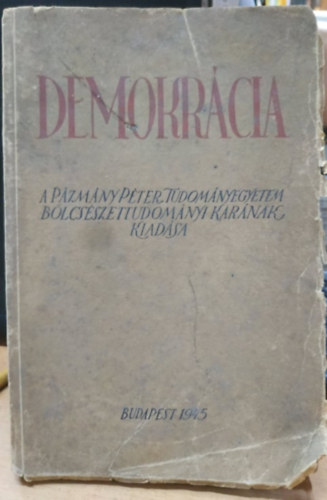 DEMOKRÁCIA
A PÁZMÁNY PÉTER TUDOMÁNYEGYETEM
BÖLCSÉSZETTUDOMÁNYI KARÁNAK
KIADÁSA
BUDAPEST 1945